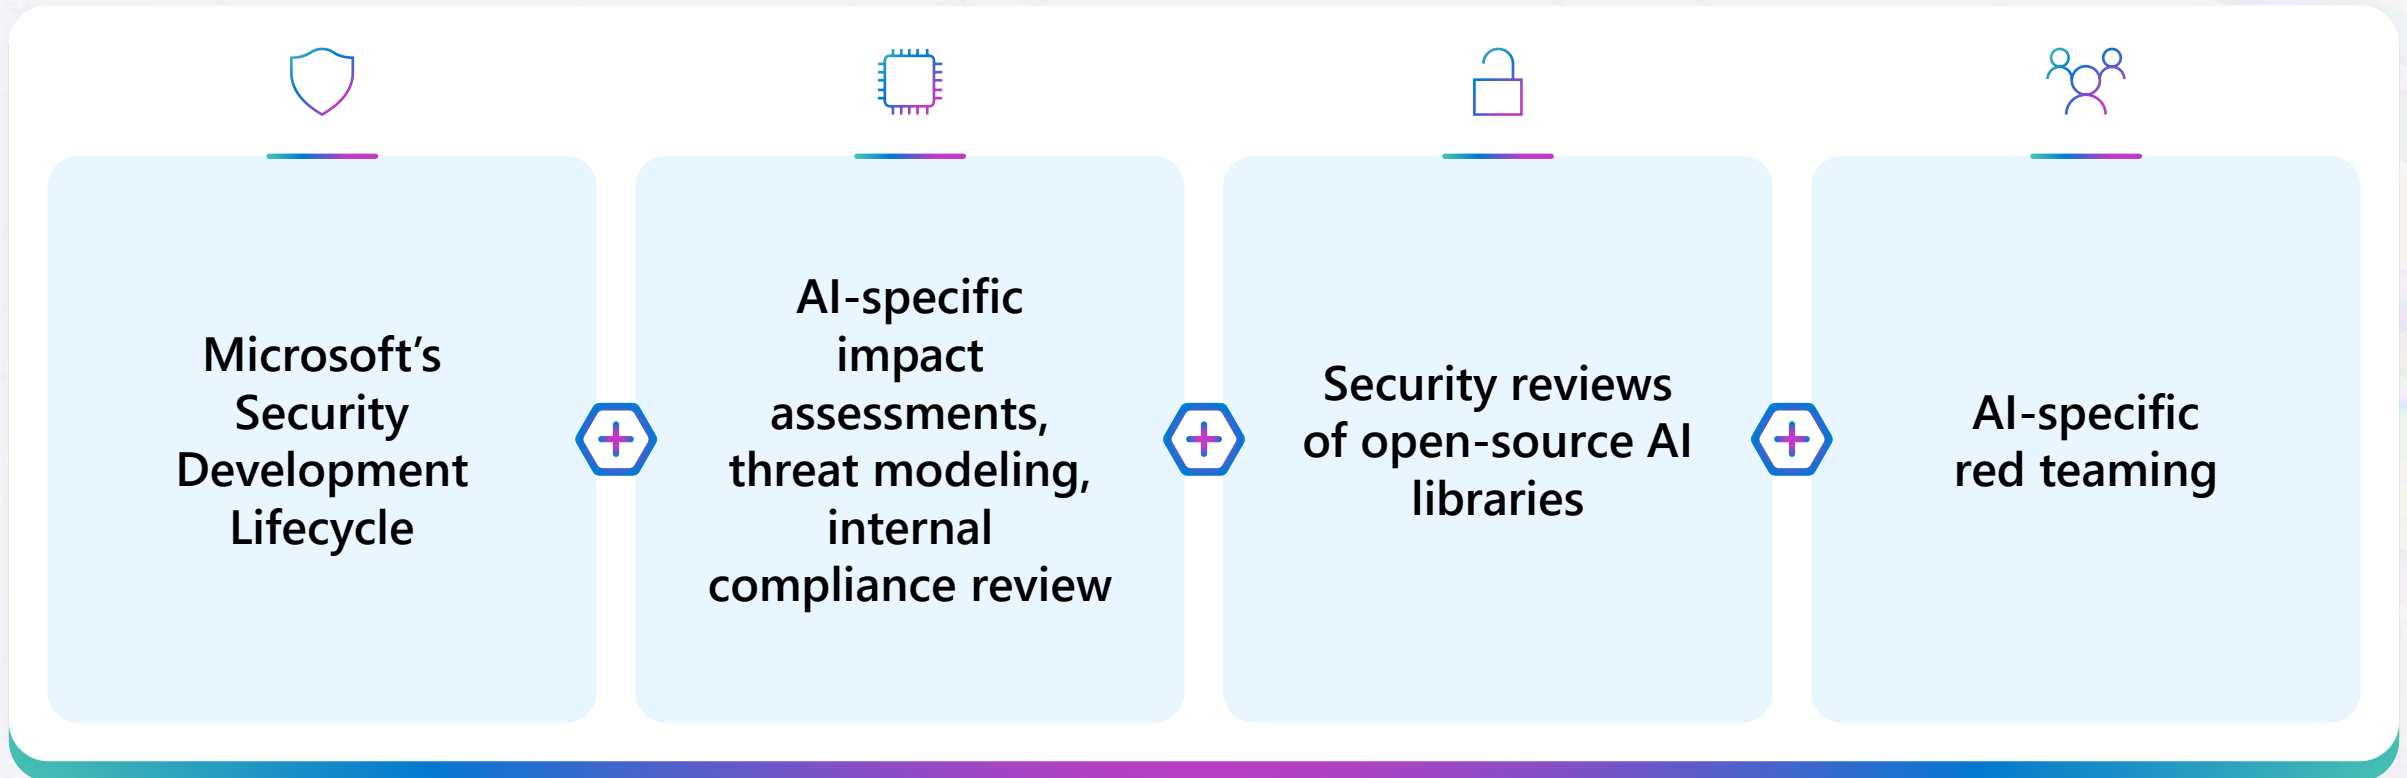 Microsoft’s
Security
Development
Lifecycle
AI-specific
impact
assessments,
threat modeling,
internal
compliance review
Security reviews
of open-source AI
libraries
AI-specific
red teaming